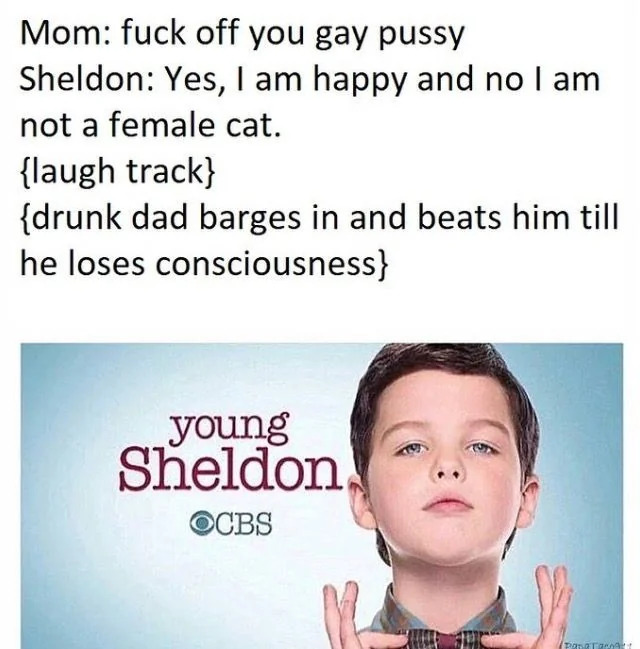 Mom: fuck off you gay pussy
Sheldon: Yes, I am happy and no I am
not a female cat.
{laugh track}
{drunk dad barges in and beats him till
he loses consciousness}
young
Sheldon
CBS